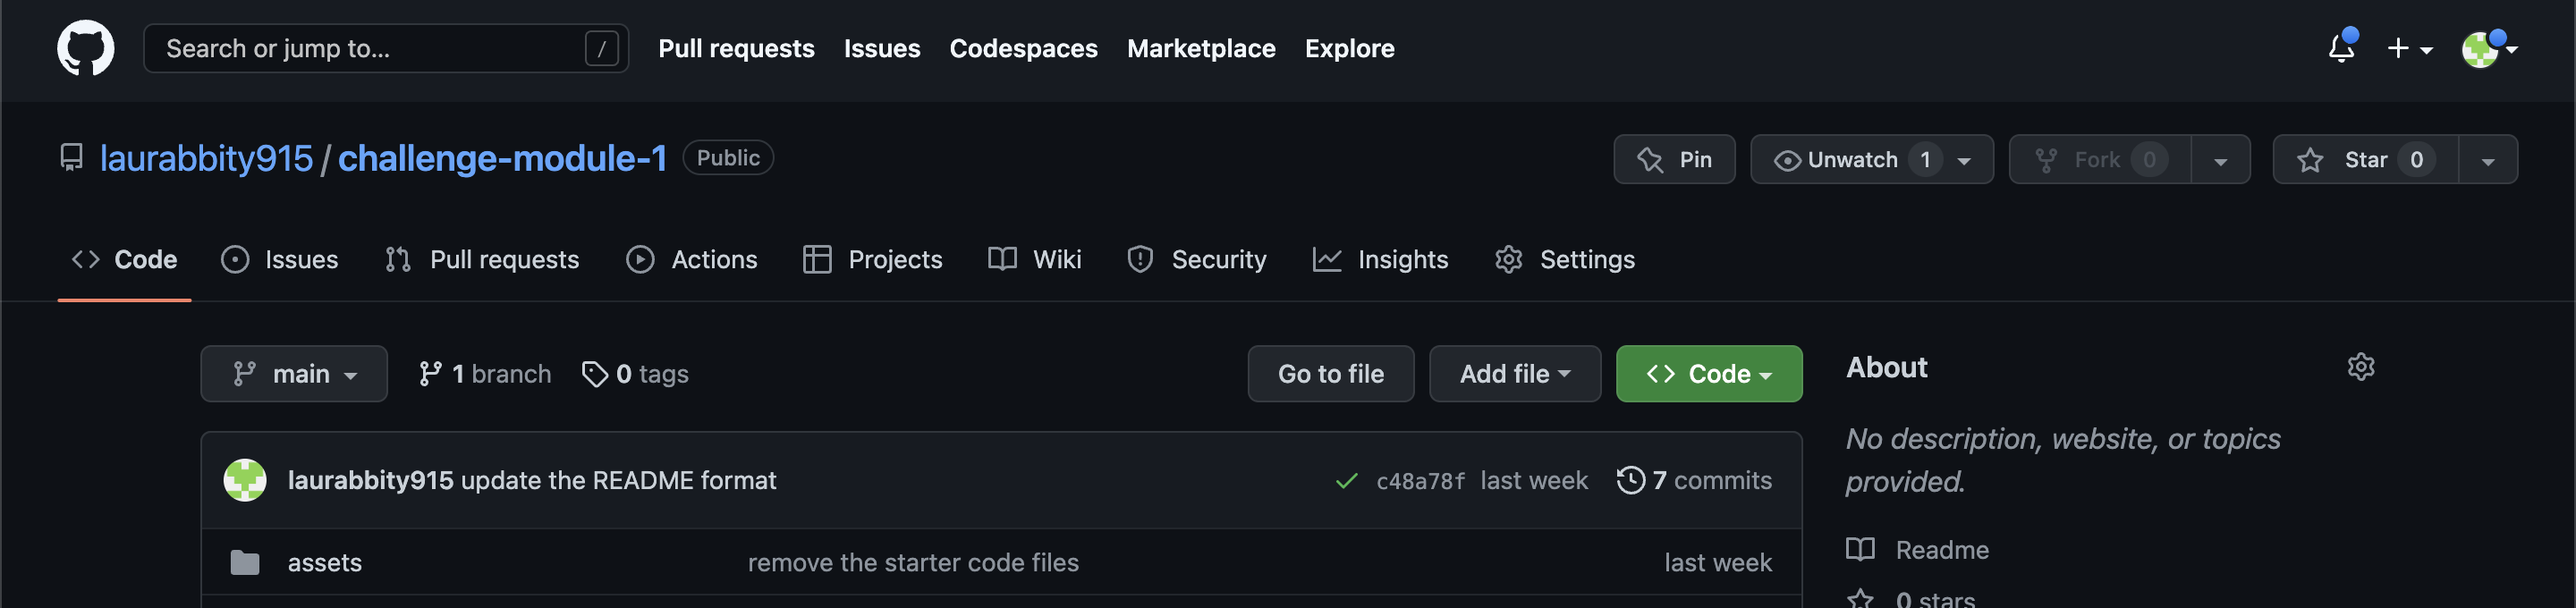 Search or jump to... / Pull requests Issues Codespaces Marketplace Explore
laurabbity915 / challenge-module-1 Public Pin Unwatch 1 Fork 0 Star 0
Code Issues Pull requests Actions Projects Wiki Security Insights Settings
main 1 branch 0 tags Go to file Add file Code About
No description, website, or topics
provided.
laurabbity915 update the README format c48a78f last week 7 commits
Readme
assets remove the starter code files last week
0 stars